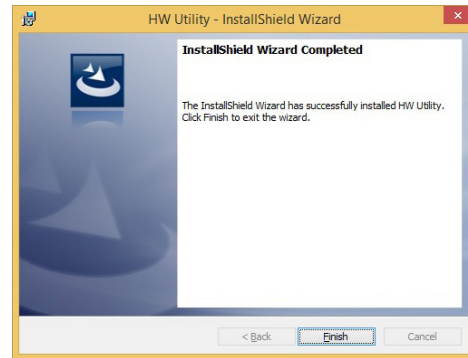 HW Utility - InstallShield Wizard
InstallShield Wizard Completed
The InstallShield Wizard has successfully installed HW Utility.
Click Finish to exit the wizard.
< Back
Finish
Cancel